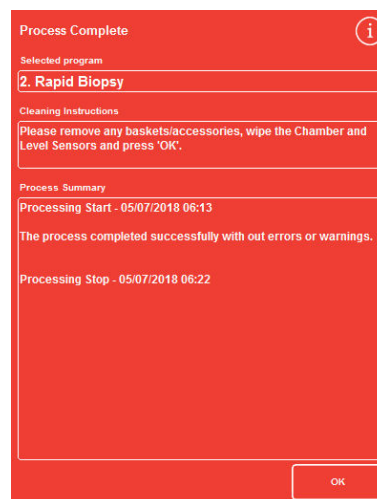 Process Complete
i
Selected program
2. Rapid Biopsy
Cleaning Instructions
Please remove any baskets/accessories, wipe the Chamber and
Level Sensors and press 'OK'.
Process Summary
Processing Start - 05/07/2018 06:13
The process completed successfully with out errors or warnings.
Processing Stop - 05/07/2018 06:22
OK